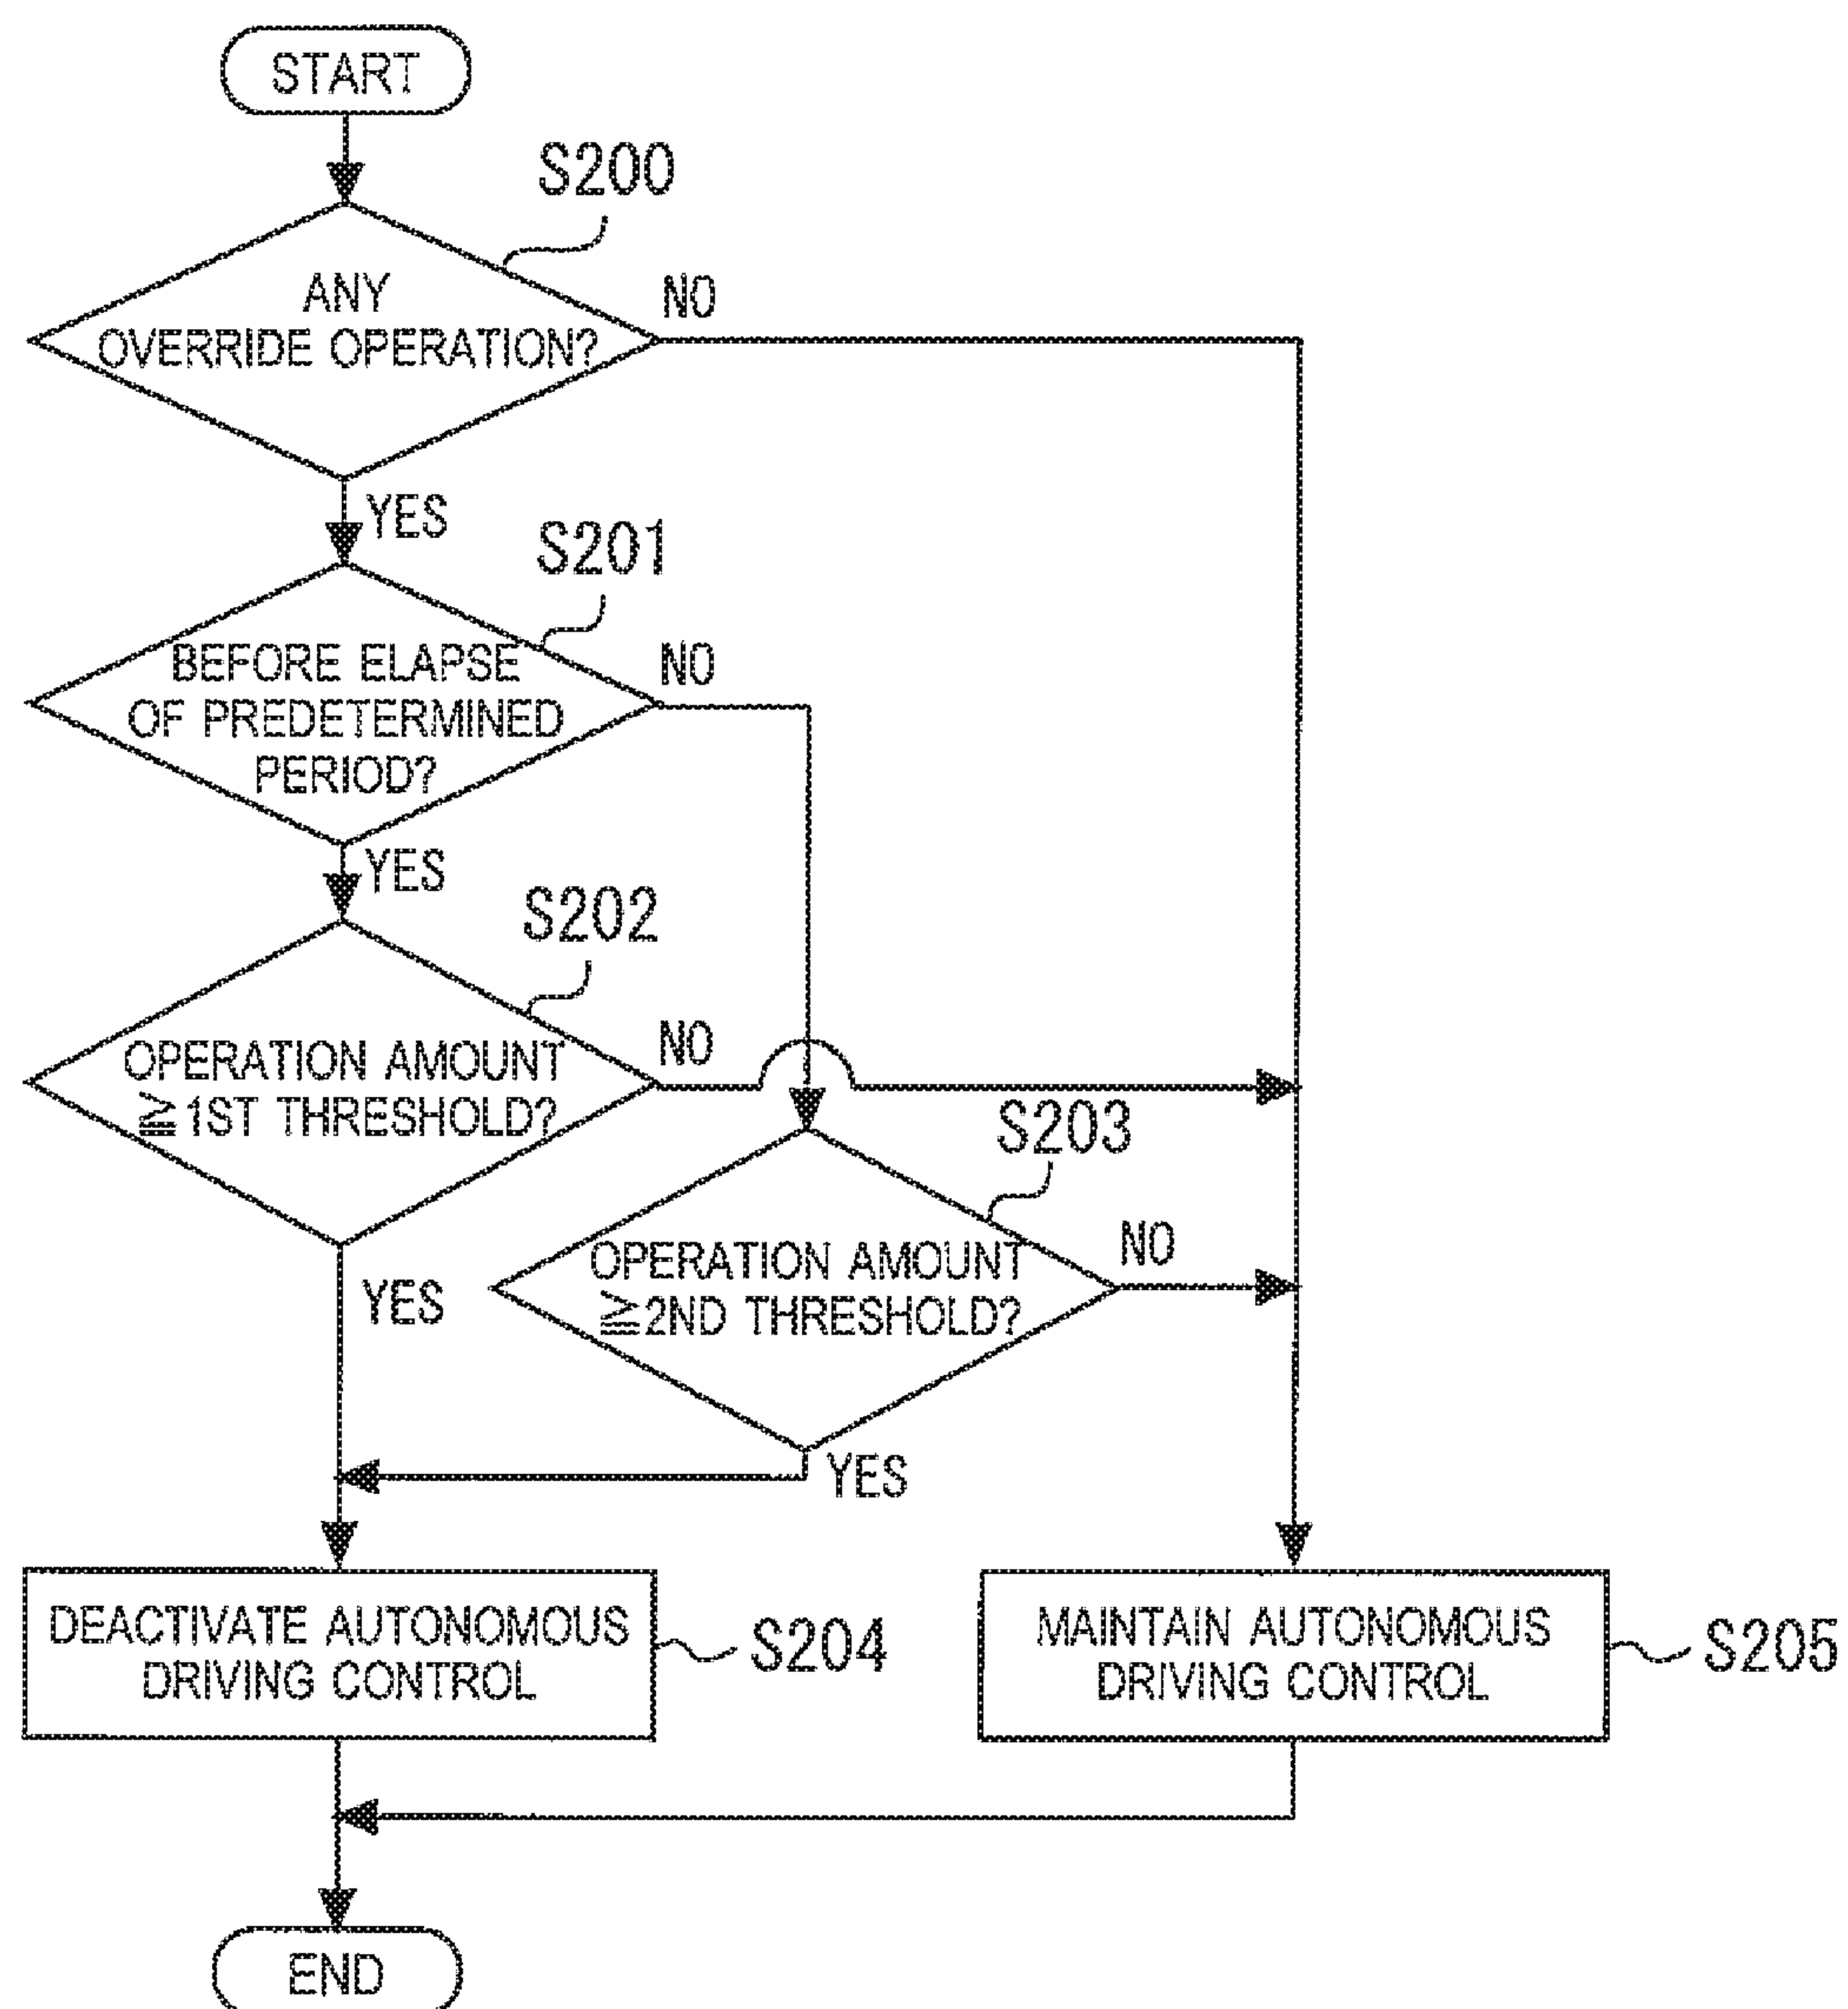 START
S200
ANY
OVERRIDE OPERATION?
NO
YES
S201
BEFORE ELAPSE
OF PREDETERMINED
PERIOD?
NO
YES
S202
OPERATION AMOUNT
≧1ST THRESHOLD?
NO
YES
S203
OPERATION AMOUNT
≧2ND THRESHOLD?
NO
YES
DEACTIVATE AUTONOMOUS
DRIVING CONTROL
S204
MAINTAIN AUTONOMOUS
DRIVING CONTROL
S205
END